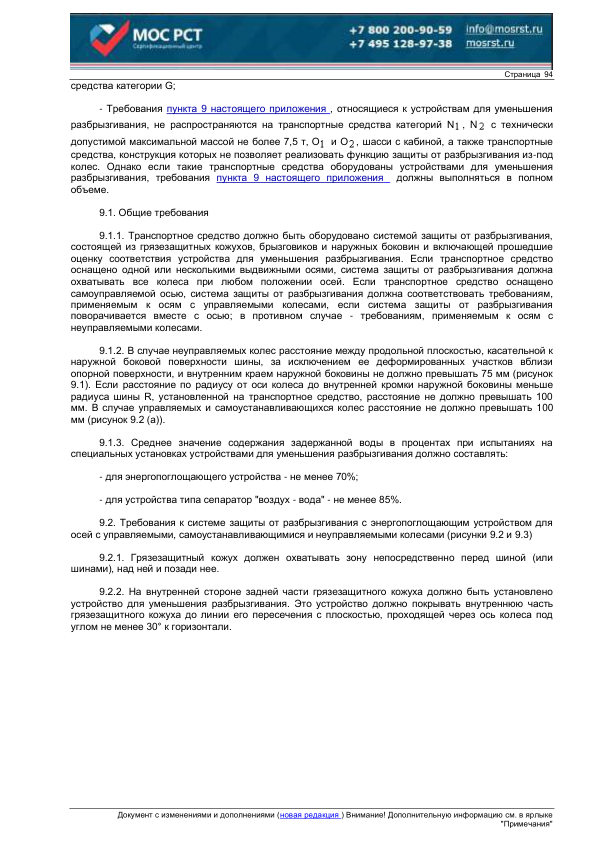 МОС РСТ
Сертификационный центр
+7 800 200-90-59
+7 495 128-97-38
info@mosrst.ru
mosrst.ru
Страница 94
средства категории G;
- Требования пункта 9 настоящего приложения , относящиеся к устройствам для уменьшения
разбрызгивания, не распространяются на транспортные средства категорий N1 , N2 с технически
допустимой максимальной массой не более 7,5 т, O1 и O2 , шасси с кабиной, а также транспортные
средства, конструкция которых не позволяет реализовать функцию защиты от разбрызгивания из-под
колес. Однако если такие транспортные средства оборудованы устройствами для уменьшения
разбрызгивания, требования пункта 9 настоящего приложения должны выполняться в полном
объеме.
9.1. Общие требования
9.1.1. Транспортное средство должно быть оборудовано системой защиты от разбрызгивания,
состоящей из грязезащитных кожухов, брызговиков и наружных боковин и включающей прошедшие
оценку соответствия устройства для уменьшения разбрызгивания. Если транспортное средство
оснащено одной или несколькими выдвижными осями, система защиты от разбрызгивания должна
охватывать все колеса при любом положении осей. Если транспортное средство оснащено
самоуправляемой осью, система защиты от разбрызгивания должна соответствовать требованиям,
применяемым к осям с управляемыми колесами, если система защиты от разбрызгивания
поворачивается вместе с осью; в противном случае - требованиям, применяемым к осям с
неуправляемыми колесами.
9.1.2. В случае неуправляемых колес расстояние между продольной плоскостью, касательной к
наружной боковой поверхности шины, за исключением ее деформированных участков вблизи
опорной поверхности, и внутренним краем наружной боковины не должно превышать 75 мм (рисунок
9.1). Если расстояние по радиусу от оси колеса до внутренней кромки наружной боковины меньше
радиуса шины R, установленной на транспортное средство, расстояние не должно превышать 100
мм. В случае управляемых и самоустанавливающихся колес расстояние не должно превышать 100
мм (рисунок 9.2 (а)).
9.1.3. Среднее значение содержания задержанной воды в процентах при испытаниях на
специальных установках устройствами для уменьшения разбрызгивания должно составлять:
- для энергопоглощающего устройства - не менее 70%;
- для устройства типа сепаратор "воздух - вода" - не менее 85%.
9.2. Требования к системе защиты от разбрызгивания с энергопоглощающим устройством для
осей с управляемыми, самоустанавливающимися и неуправляемыми колесами (рисунки 9.2 и 9.3)
9.2.1. Грязезащитный кожух должен охватывать зону непосредственно перед шиной (или
шинами), над ней и позади нее.
9.2.2. На внутренней стороне задней части грязезащитного кожуха должно быть установлено
устройство для уменьшения разбрызгивания. Это устройство должно покрывать внутреннюю часть
грязезащитного кожуха до линии его пересечения с плоскостью, проходящей через ось колеса под
углом не менее 30° к горизонтали.
Документ с изменениями и дополнениями (новая редакция ) Внимание! Дополнительную информацию см. в ярлыке
"Примечания"